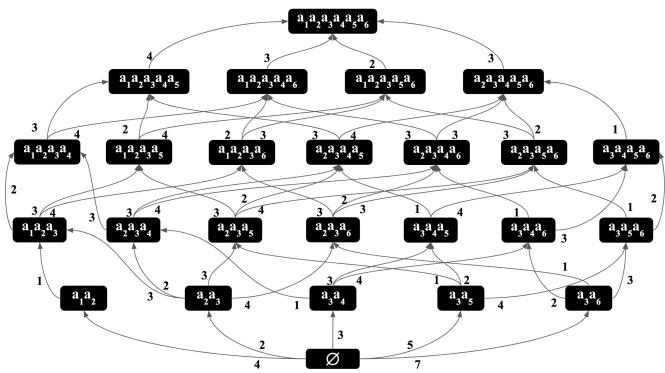 a₁a₂a₃a₄a₅a₆
4 3 2 3
a₁a₂a₃a₄a₅ a₁a₂a₃a₄a₆ a₁a₂a₃a₅a₆ a₂a₃a₄a₅a₆
3 4 2 4 2 3 3 4 3 3 3 2 1
a₁a₂a₃a₄ a₁a₂a₃a₅ a₁a₂a₃a₆ a₂a₃a₄a₅ a₂a₃a₄a₆ a₂a₃a₅a₆ a₃a₄a₅a₆
2 3 4 3 3 4 3 2 4 3 2 3 1 4 1 3 1 2
a₁a₂a₃ a₂a₃a₄ a₂a₃a₅ a₂a₃a₆ a₃a₄a₅ a₃a₄a₆ a₃a₅a₆
1 3 2 3 4 1 3 4 1 2 4 1 2 3
a₁a₂ a₂a₃ a₃a₄ a₃a₅ a₃a₆
4 2 3 5 7
∅